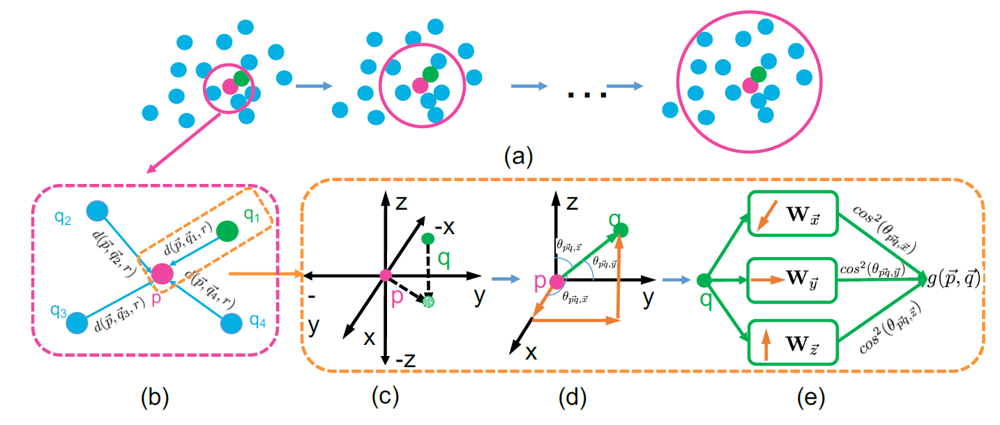 ...
(a)
q₂
q₁
d(p⃗,q⃗₂,r)
d(p⃗,q⃗₁,r)
q₃
p
d(p⃗,q⃗₃,r)
d(p⃗,q⃗₄,r)
q₄
(b)
z
-x
q
p
-
y
y
x
-z
(c)
z
q
θp⃗q⃗,z⃗
θp⃗q⃗,y⃗
p
θp⃗q⃗,x⃗
y
x
(d)
q
Wx⃗
Wy⃗
Wz⃗
cos²(θp⃗q⃗,x⃗)
cos²(θp⃗q⃗,y⃗)
cos²(θp⃗q⃗,z⃗)
g(p⃗,q⃗)
(e)